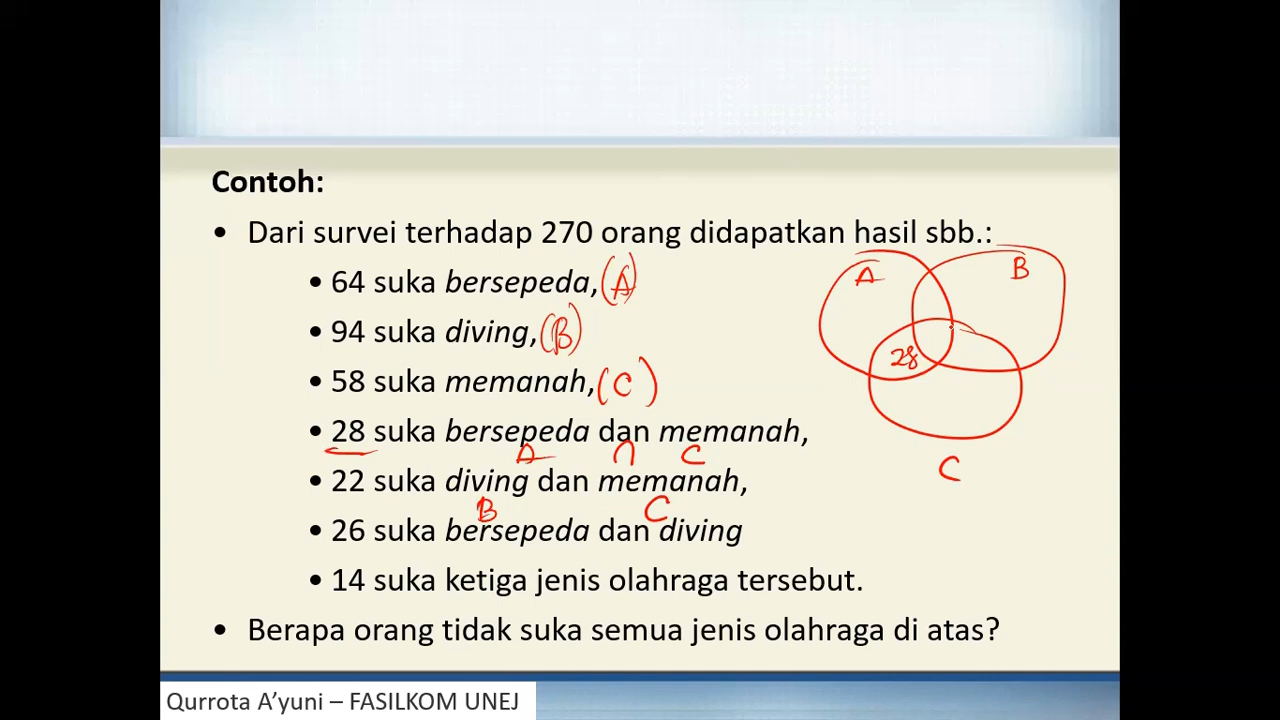 Contoh:
• Dari survei terhadap 270 orang didapatkan hasil sbb.:
• 64 suka bersepeda, (A)
• 94 suka diving, (B)
• 58 suka memanah, (C)
• 28 suka bersepeda dan memanah,
A ∩ C
• 22 suka diving dan memanah,
B C
• 26 suka bersepeda dan diving
• 14 suka ketiga jenis olahraga tersebut.
• Berapa orang tidak suka semua jenis olahraga di atas?
A
B
28
C
Qurrota A’yuni – FASILKOM UNEJ